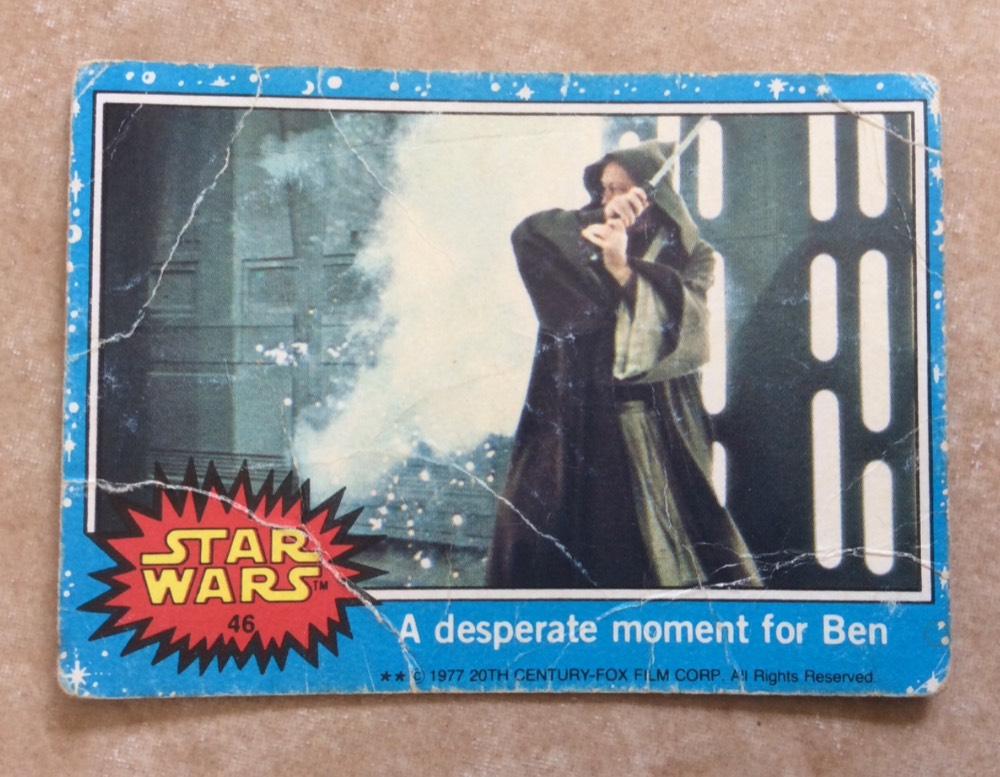 STAR
WARS™
46
A desperate moment for Ben
★★ © 1977 20TH CENTURY-FOX FILM CORP. All Rights Reserved.